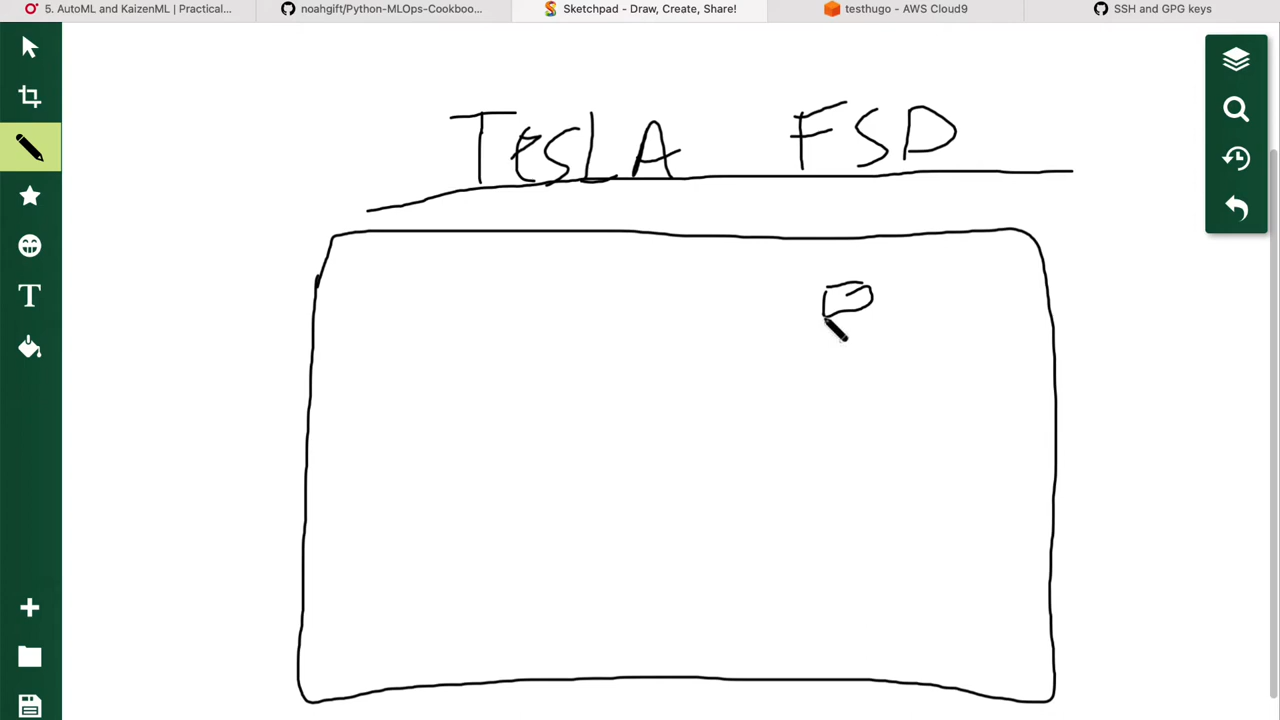 5. AutoML and KaizenML | Practical...
noahgift/Python-MLOps-Cookboo...
Sketchpad - Draw, Create, Share!
testhugo - AWS Cloud9
SSH and GPG keys
TesLA FSD
T